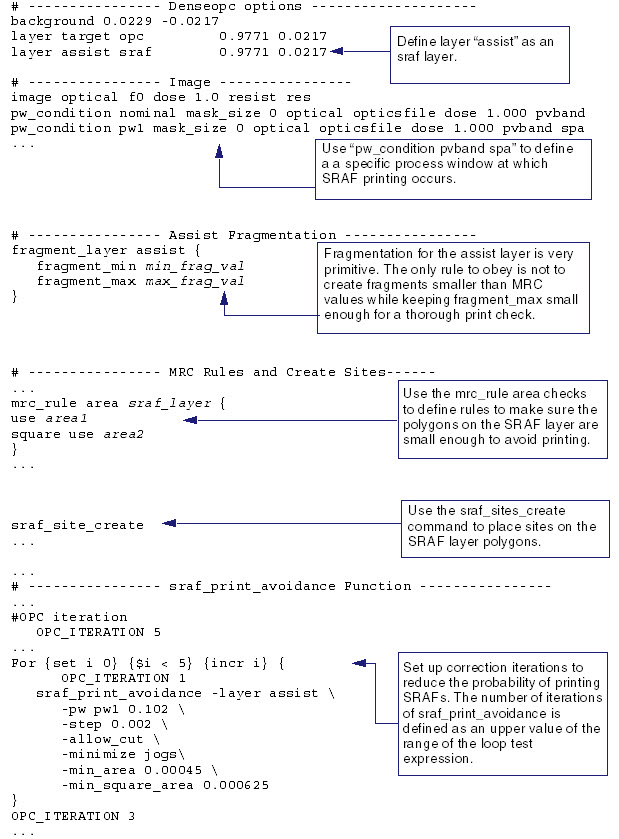 # ---------------- Denseopc options --------------------
background 0.0229 -0.0217
layer target opc 0.9771 0.0217
layer assist sraf 0.9771 0.0217
Define layer “assist” as an
sraf layer.
# ---------------- Image ----------------
image optical f0 dose 1.0 resist res
pw_condition nominal mask_size 0 optical opticsfile dose 1.000 pvband
pw_condition pw1 mask_size 0 optical opticsfile dose 1.000 pvband spa
...
Use “pw_condition pvband spa” to define
a a specific process window at which
SRAF printing occurs.
# ---------------- Assist Fragmentation ----------------
fragment_layer assist {
fragment_min min_frag_val
fragment_max max_frag_val
}
Fragmentation for the assist layer is very
primitive. The only rule to obey is not to
create fragments smaller than MRC
values while keeping fragment_max small
enough for a thorough print check.
# ---------------- MRC Rules and Create Sites------
...
mrc_rule area sraf_layer {
use area1
square use area2
}
...
Use the mrc_rule area checks
to define rules to make sure the
polygons on the SRAF layer are
small enough to avoid printing.
sraf_site_create
...
Use the sraf_sites_create
command to place sites on the
SRAF layer polygons.
...
# ---------------- sraf_print_avoidance Function ----------------
...
#OPC iteration
OPC_ITERATION 5
...
For {set i 0} {$i < 5} {incr i} {
OPC_ITERATION 1
sraf_print_avoidance -layer assist \
-pw pw1 0.102 \
-step 0.002 \
-allow_cut \
-minimize jogs\
-min_area 0.00045 \
-min_square_area 0.000625
}
OPC_ITERATION 3
...
Set up correction iterations to
reduce the probability of printing
SRAFs. The number of iterations
of sraf_print_avoidance is
defined as an upper value of the
range of the loop test
expression.